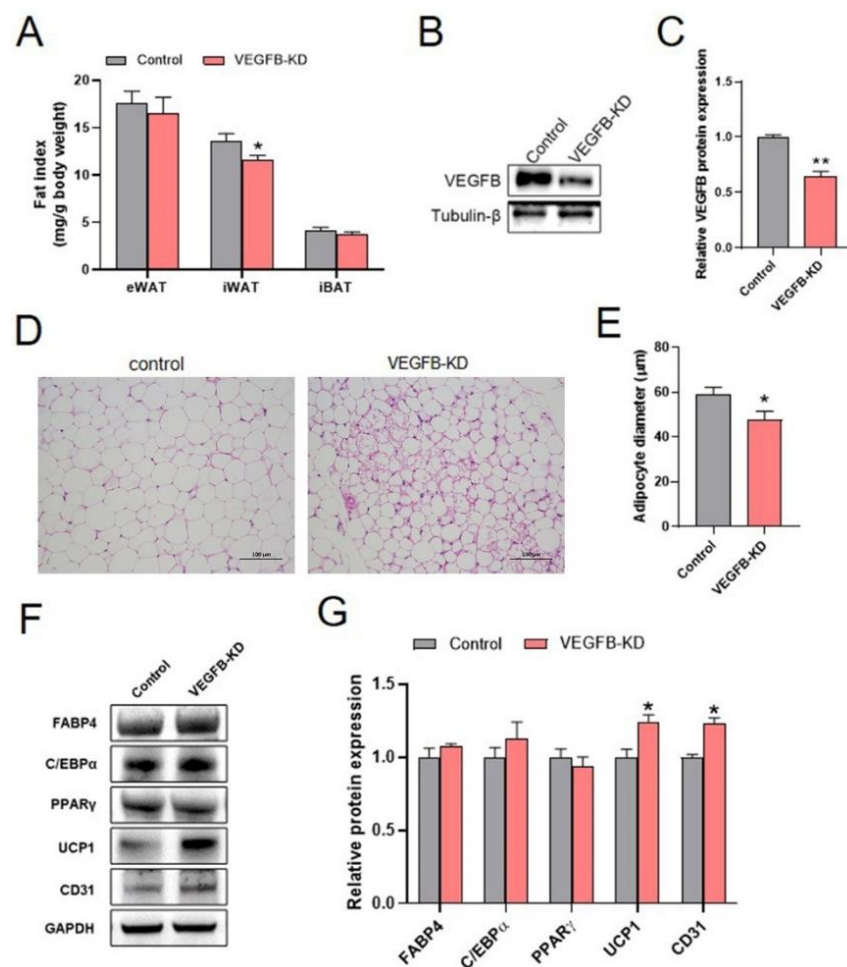 A
Control VEGFB-KD
Fat index
(mg/g body weight)
20
15
10
5
0
*
eWAT iWAT iBAT
B
Control VEGFB-KD
VEGFB
Tubulin-β
C
Relative VEGFB protein expression
1.5
1.0
0.5
0.0
**
Control VEGFB-KD
D
control VEGFB-KD
100 μm 100 μm
E
Adipocyte diameter (μm)
80
60
40
20
0
*
Control VEGFB-KD
F
Control VEGFB-KD
FABP4
C/EBPα
PPARγ
UCP1
CD31
GAPDH
G
Control VEGFB-KD
Relative protein expression
1.5
1.0
0.5
0.0
* *
FABP4 C/EBPα PPARγ UCP1 CD31